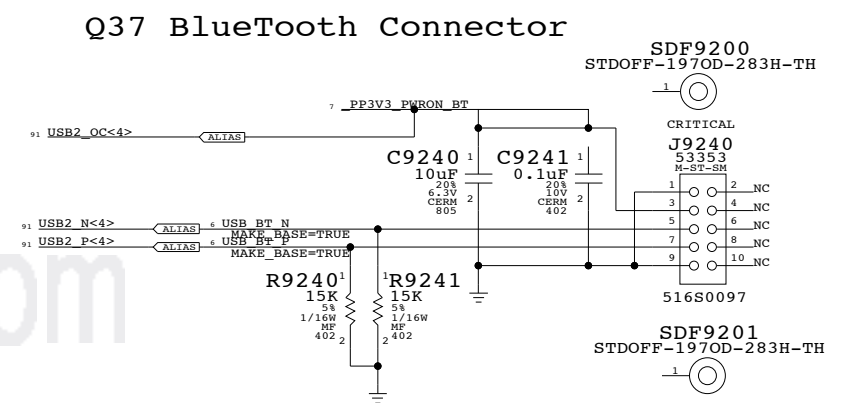 Q37 BlueTooth Connector
SDF9200
STDOFF-197OD-283H-TH
1
7 _PP3V3_PWRON_BT
CRITICAL
J9240
53353
M-ST-SM
91 USB2_OC<4> ALIAS
C9240 1
10uF
20%
6.3V
CERM
805
2
C9241 1
0.1uF
20%
10V
CERM
402
2
1 2 NC
3 4 NC
5 6 NC
7 8 NC
9 10 NC
516S0097
91 USB2_N<4> ALIAS 6 USB_BT_N
MAKE_BASE=TRUE
91 USB2_P<4> ALIAS 6 USB_BT_P
MAKE_BASE=TRUE
om
R9240 1
15K
5%
1/16W
MF
402
2
1 R9241
15K
5%
1/16W
MF
402
2
SDF9201
STDOFF-197OD-283H-TH
1